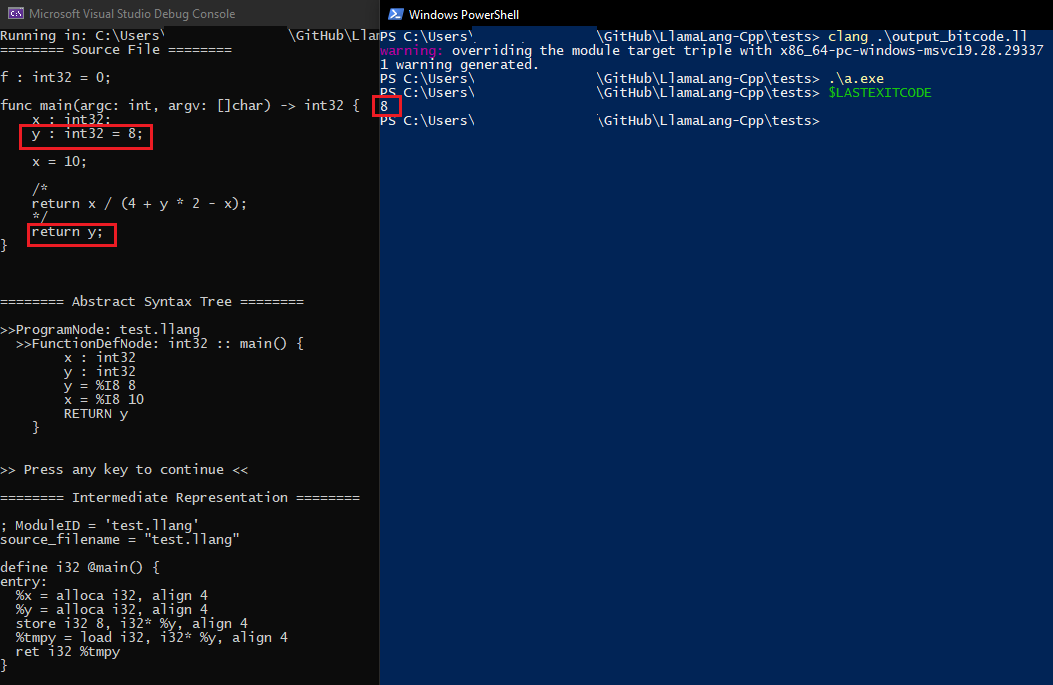 Microsoft Visual Studio Debug Console
Running in: C:\Users\ \GitHub\Llam
======== Source File ========
f : int32 = 0;
func main(argc: int, argv: []char) -> int32 {
x : int32;
y : int32 = 8;
x = 10;
/*
return x / (4 + y * 2 - x);
*/
return y;
}
======== Abstract Syntax Tree ========
>>ProgramNode: test.llang
>>FunctionDefNode: int32 :: main() {
x : int32
y : int32
y = %I8 8
x = %I8 10
RETURN y
}
>> Press any key to continue <<
======== Intermediate Representation ========
; ModuleID = 'test.llang'
source_filename = "test.llang"
define i32 @main() {
entry:
%x = alloca i32, align 4
%y = alloca i32, align 4
store i32 8, i32* %y, align 4
%tmpy = load i32, i32* %y, align 4
ret i32 %tmpy
}
Windows PowerShell
PS C:\Users\ \GitHub\LlamaLang-Cpp\tests> clang .\output_bitcode.ll
warning: overriding the module target triple with x86_64-pc-windows-msvc19.28.29337
1 warning generated.
PS C:\Users\ \GitHub\LlamaLang-Cpp\tests> .\a.exe
PS C:\Users\ \GitHub\LlamaLang-Cpp\tests> $LASTEXITCODE
8
PS C:\Users\ \GitHub\LlamaLang-Cpp\tests>